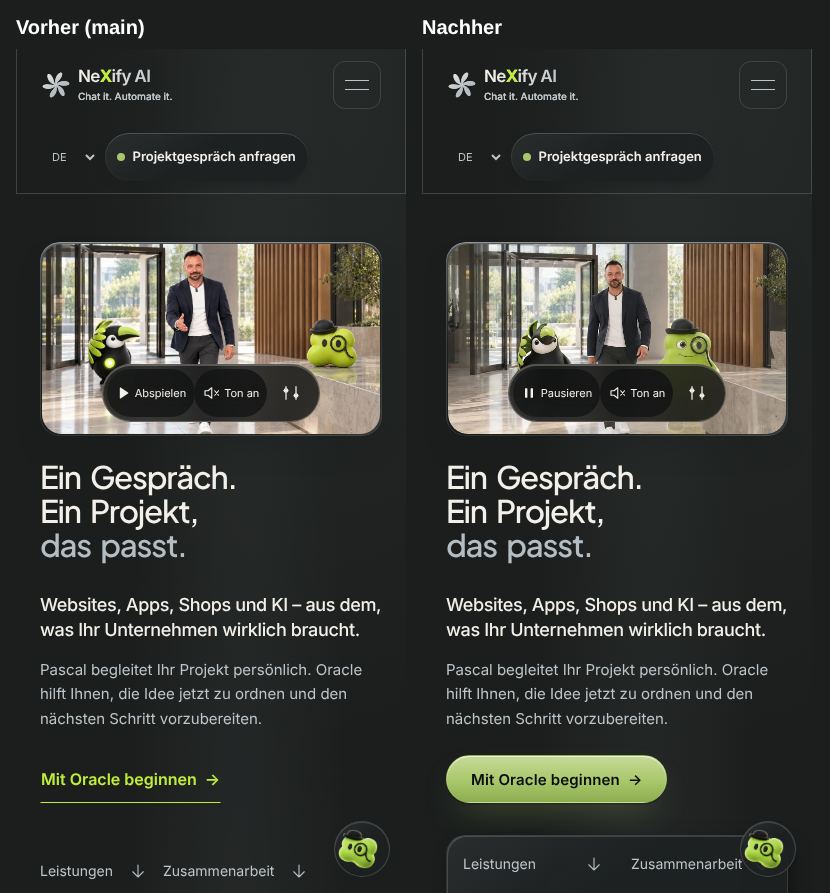 Vorher (main)
NeXify AI
Chat it. Automate it.
DE
Projektgespräch anfragen
Abspielen
Ton an
Ein Gespräch.
Ein Projekt,
das passt.
Websites, Apps, Shops und KI – aus dem,
was Ihr Unternehmen wirklich braucht.
Pascal begleitet Ihr Projekt persönlich. Oracle
hilft Ihnen, die Idee jetzt zu ordnen und den
nächsten Schritt vorzubereiten.
Mit Oracle beginnen →
Leistungen ↓ Zusammenarbeit ↓
Nachher
NeXify AI
Chat it. Automate it.
DE
Projektgespräch anfragen
Pausieren
Ton an
Ein Gespräch.
Ein Projekt,
das passt.
Websites, Apps, Shops und KI – aus dem,
was Ihr Unternehmen wirklich braucht.
Pascal begleitet Ihr Projekt persönlich. Oracle
hilft Ihnen, die Idee jetzt zu ordnen und den
nächsten Schritt vorzubereiten.
Mit Oracle beginnen →
Leistungen ↓ Zusammenarbeit